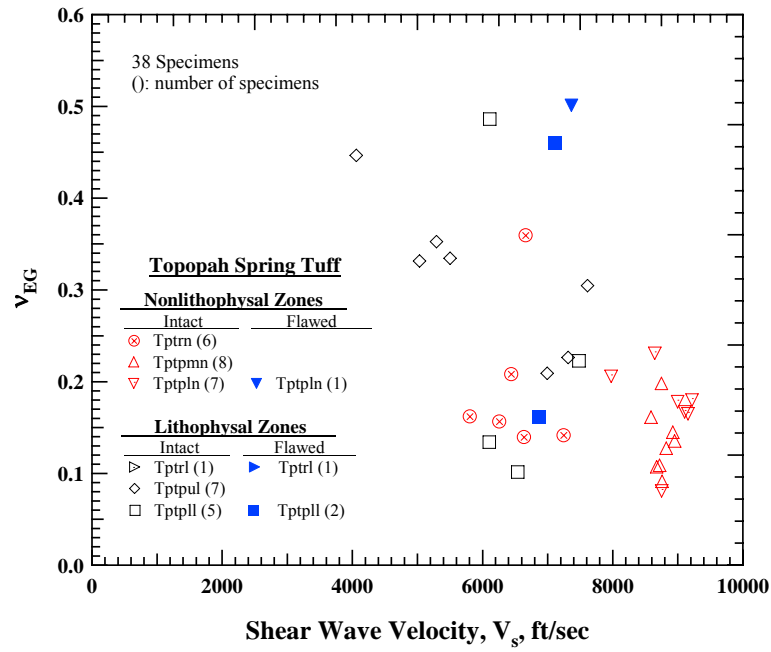 0.6
0.5
0.4
0.3
0.2
0.1
0.0
ν_EG
38 Specimens
(): number of specimens
Topopah Spring Tuff
Nonlithophysal Zones
Intact Flawed
Tptrn (6)
Tptpmn (8)
Tptpln (7) Tptpln (1)
Lithophysal Zones
Intact Flawed
Tptrl (1) Tptrl (1)
Tptpul (7)
Tptpll (5) Tptpll (2)
0 2000 4000 6000 8000 10000
Shear Wave Velocity, V_s, ft/sec